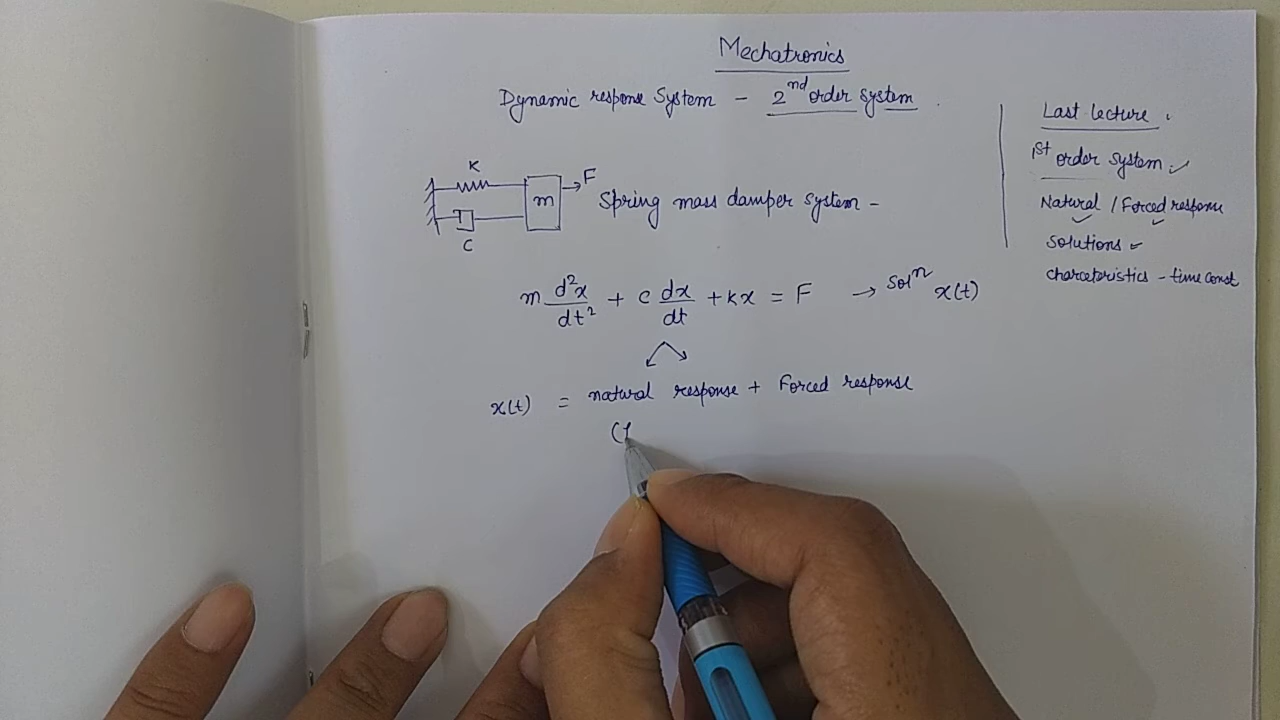 Mechatronics
Dynamic response System – 2nd order system.
K
m
F
C
Spring mass damper system –
m d²x/dt² + c dx/dt + kx = F → Solⁿ x(t)
x(t) = natural response + Forced response
(
Last lecture.
1st order system ✓
Natural / Forced response
Solutions ✓
charceteristics – time const